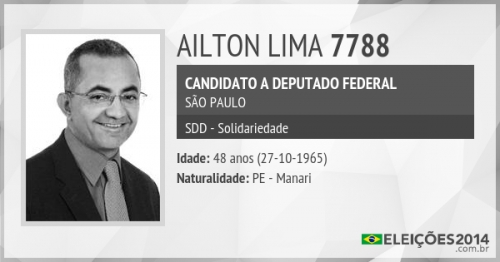 AILTON LIMA 7788
CANDIDATO A DEPUTADO FEDERAL
SÃO PAULO
SDD - Solidariedade
Idade: 48 anos (27-10-1965)
Naturalidade: PE - Manari
ELEIÇÕES2014
.com.br